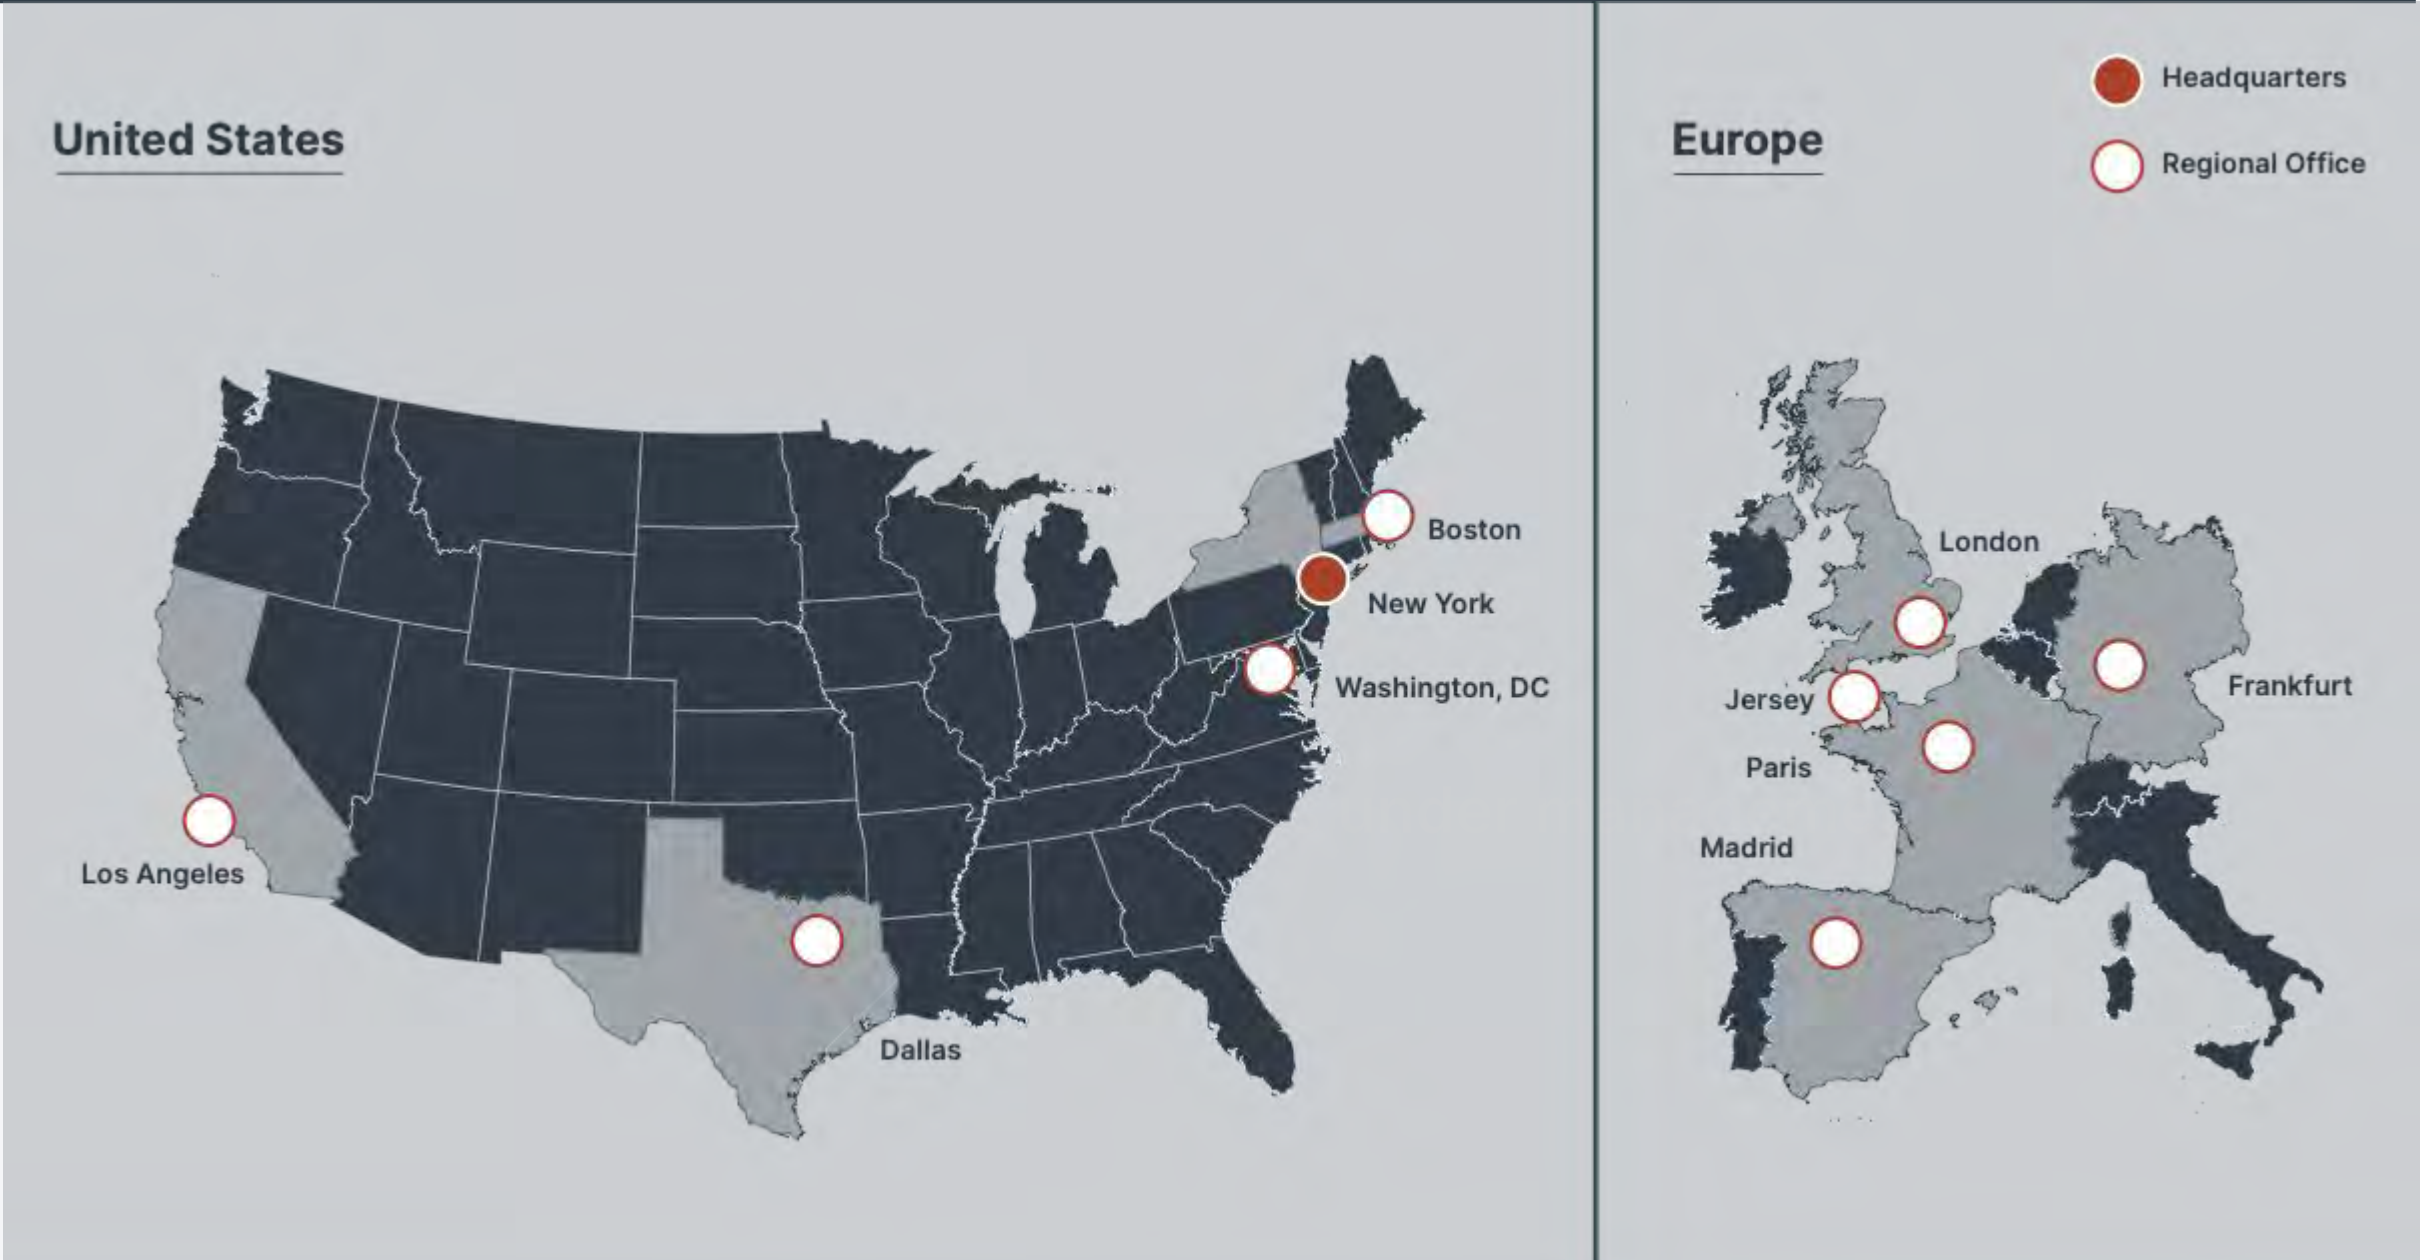 United States
Boston
New York
Washington, DC
Los Angeles
Dallas
Headquarters
Regional Office
Europe
London
Jersey
Frankfurt
Paris
Madrid